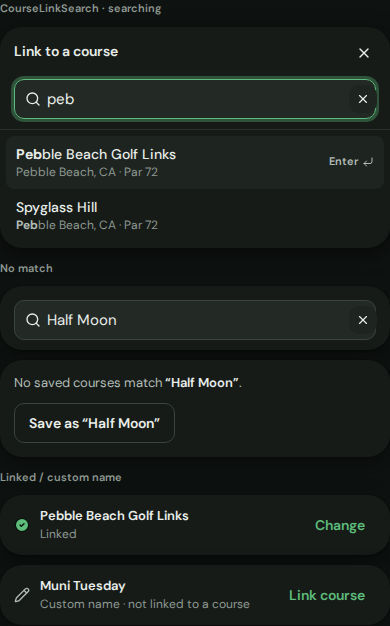 CourseLinkSearch · searching
Link to a course
peb
Pebble Beach Golf Links
Pebble Beach, CA · Par 72
Enter
Spyglass Hill
Pebble Beach, CA · Par 72
No match
Half Moon
No saved courses match “Half Moon”.
Save as “Half Moon”
Linked / custom name
Pebble Beach Golf Links
Linked
Change
Muni Tuesday
Custom name · not linked to a course
Link course